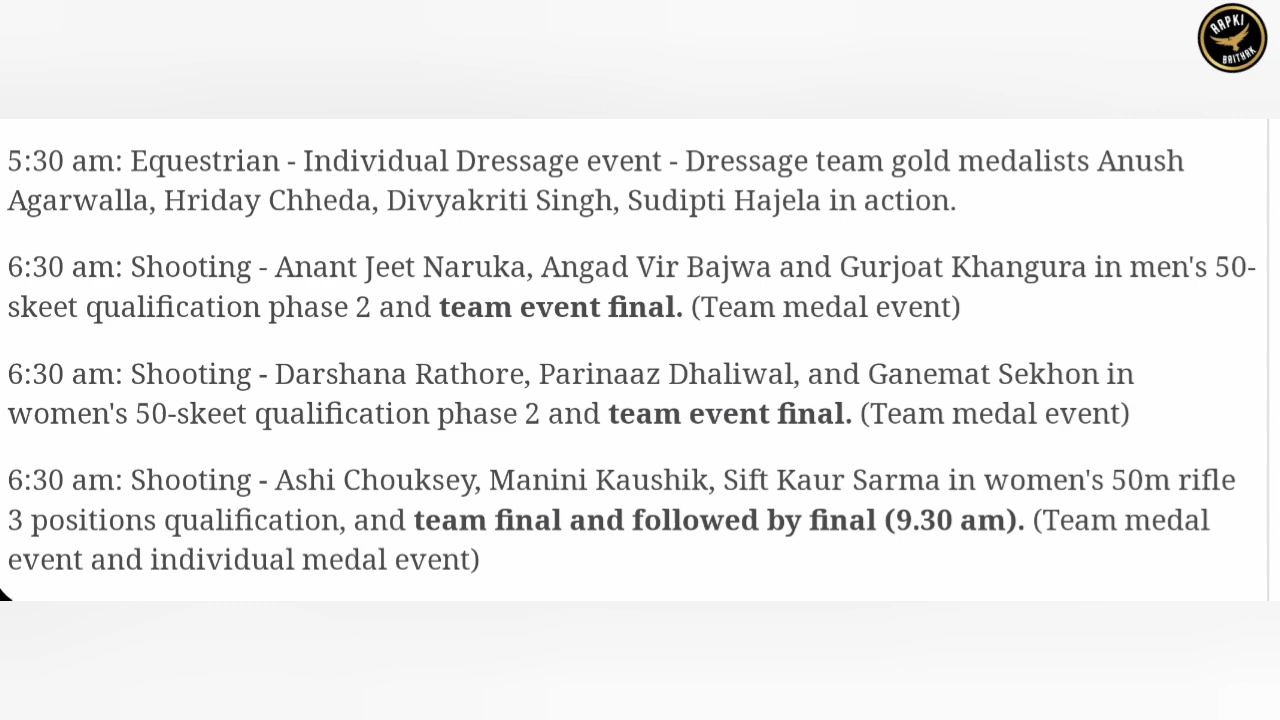 AAPKI
BAITHAK
5:30 am: Equestrian - Individual Dressage event - Dressage team gold medalists Anush
Agarwalla, Hriday Chheda, Divyakriti Singh, Sudipti Hajela in action.
6:30 am: Shooting - Anant Jeet Naruka, Angad Vir Bajwa and Gurjoat Khangura in men's 50-
skeet qualification phase 2 and team event final. (Team medal event)
6:30 am: Shooting - Darshana Rathore, Parinaaz Dhaliwal, and Ganemat Sekhon in
women's 50-skeet qualification phase 2 and team event final. (Team medal event)
6:30 am: Shooting - Ashi Chouksey, Manini Kaushik, Sift Kaur Sarma in women's 50m rifle
3 positions qualification, and team final and followed by final (9.30 am). (Team medal
event and individual medal event)